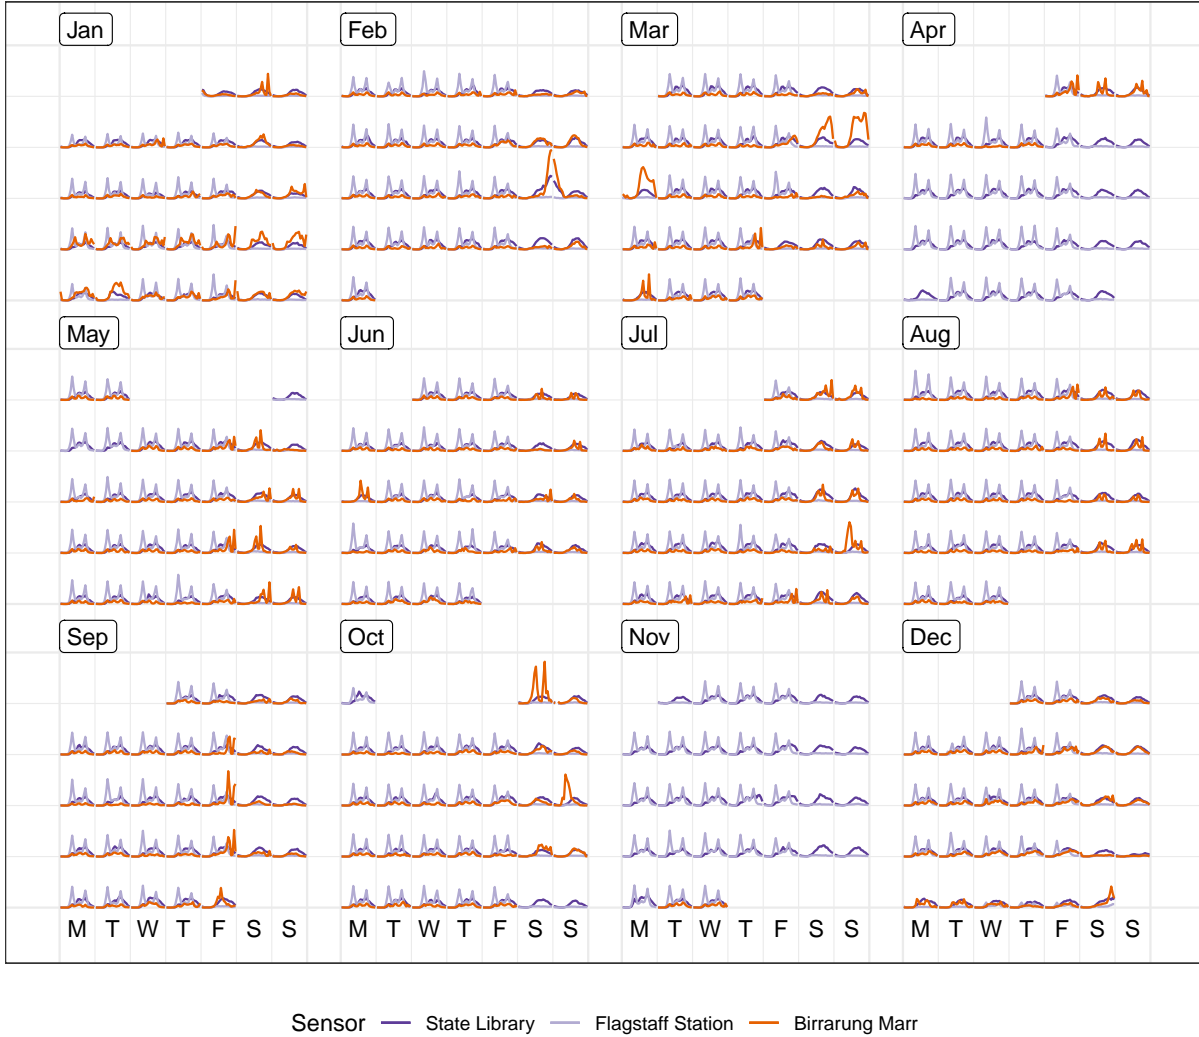 Jan Feb Mar Apr
May Jun Jul Aug
Sep Oct Nov Dec
M T W T F S S M T W T F S S M T W T F S S M T W T F S S
Sensor State Library Flagstaff Station Birrarung Marr